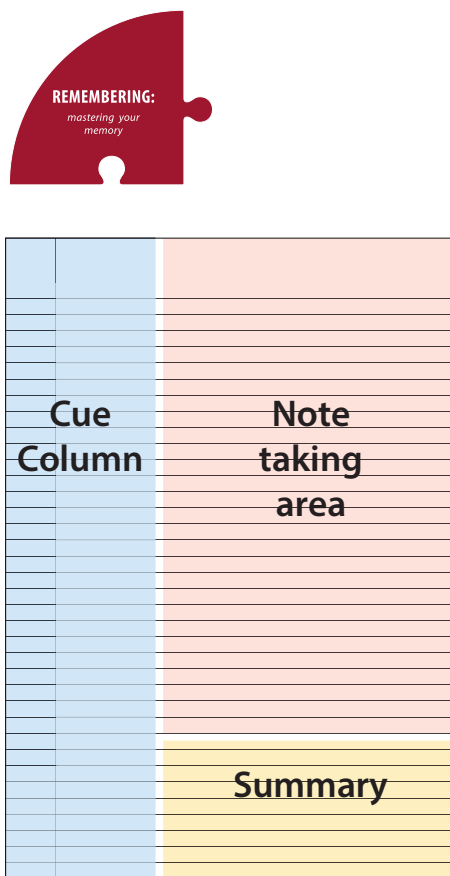 REMEMBERING:
mastering your
memory
Cue
Column
Note
taking
area
Summary